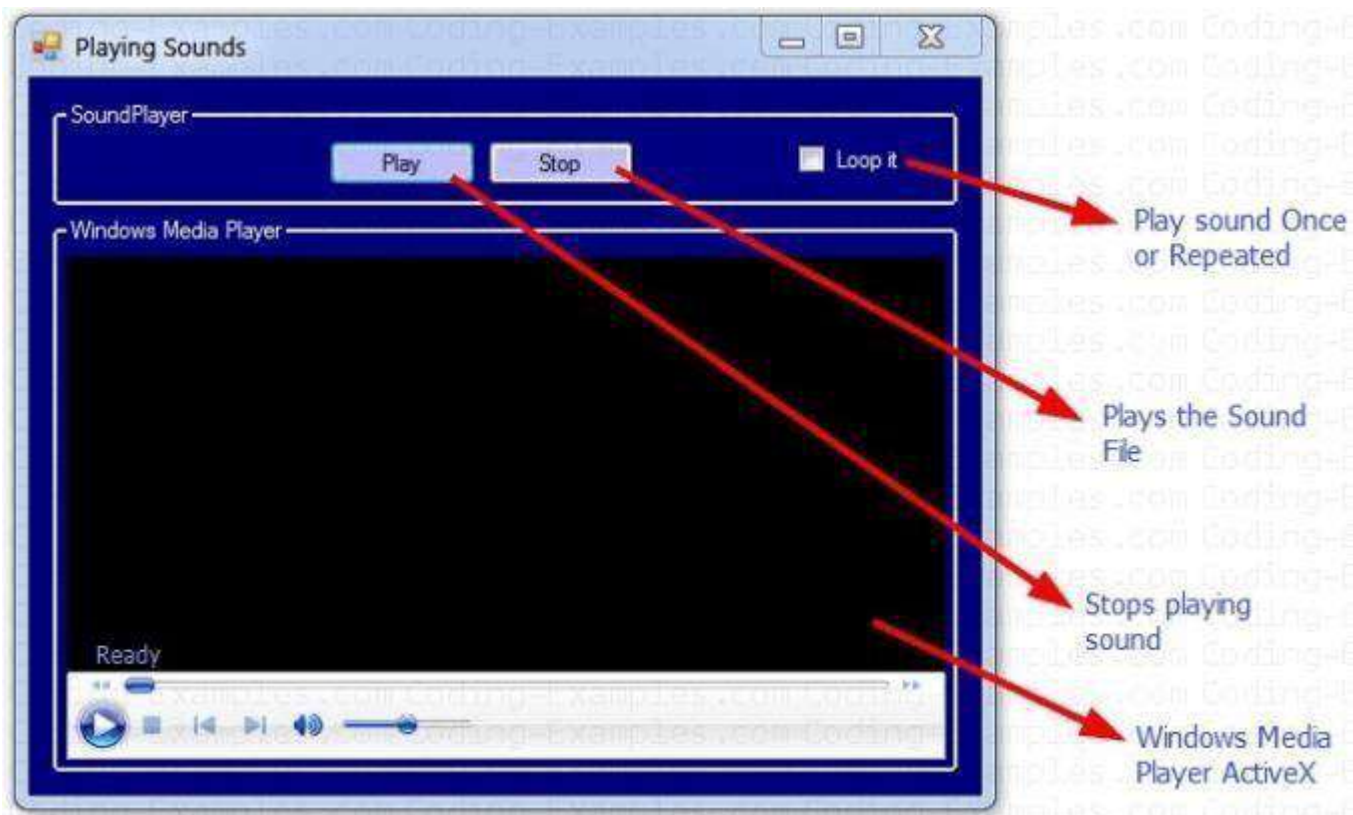 Playing Sounds
SoundPlayer
Play
Stop
Loop it
Play sound Once
or Repeated
Windows Media Player
Plays the Sound
File
Stops playing
sound
Ready
Windows Media
Player ActiveX